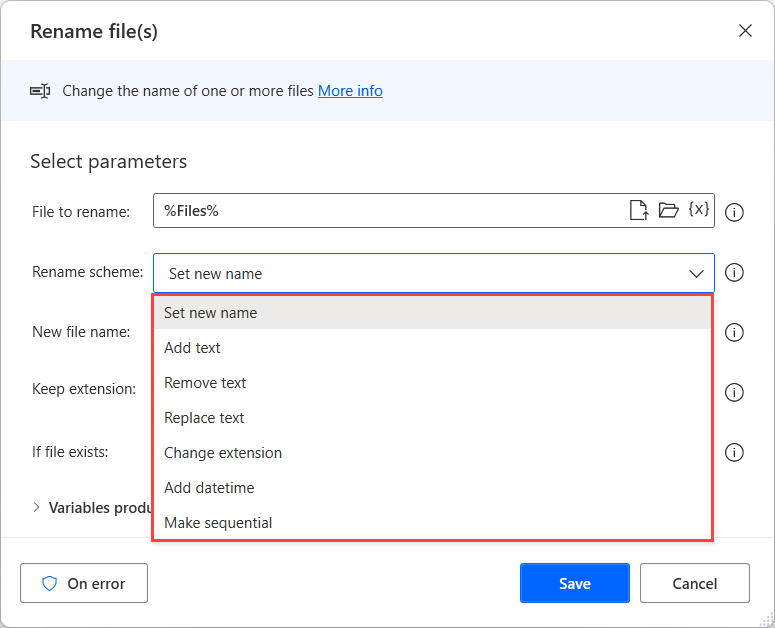 Rename file(s)
Change the name of one or more files More info
Select parameters
File to rename: %Files% {x}
Rename scheme: Set new name
Set new name
New file name:
Add text
Remove text
Keep extension:
Replace text
If file exists:
Change extension
Add datetime
Variables produ
Make sequential
On error Save Cancel